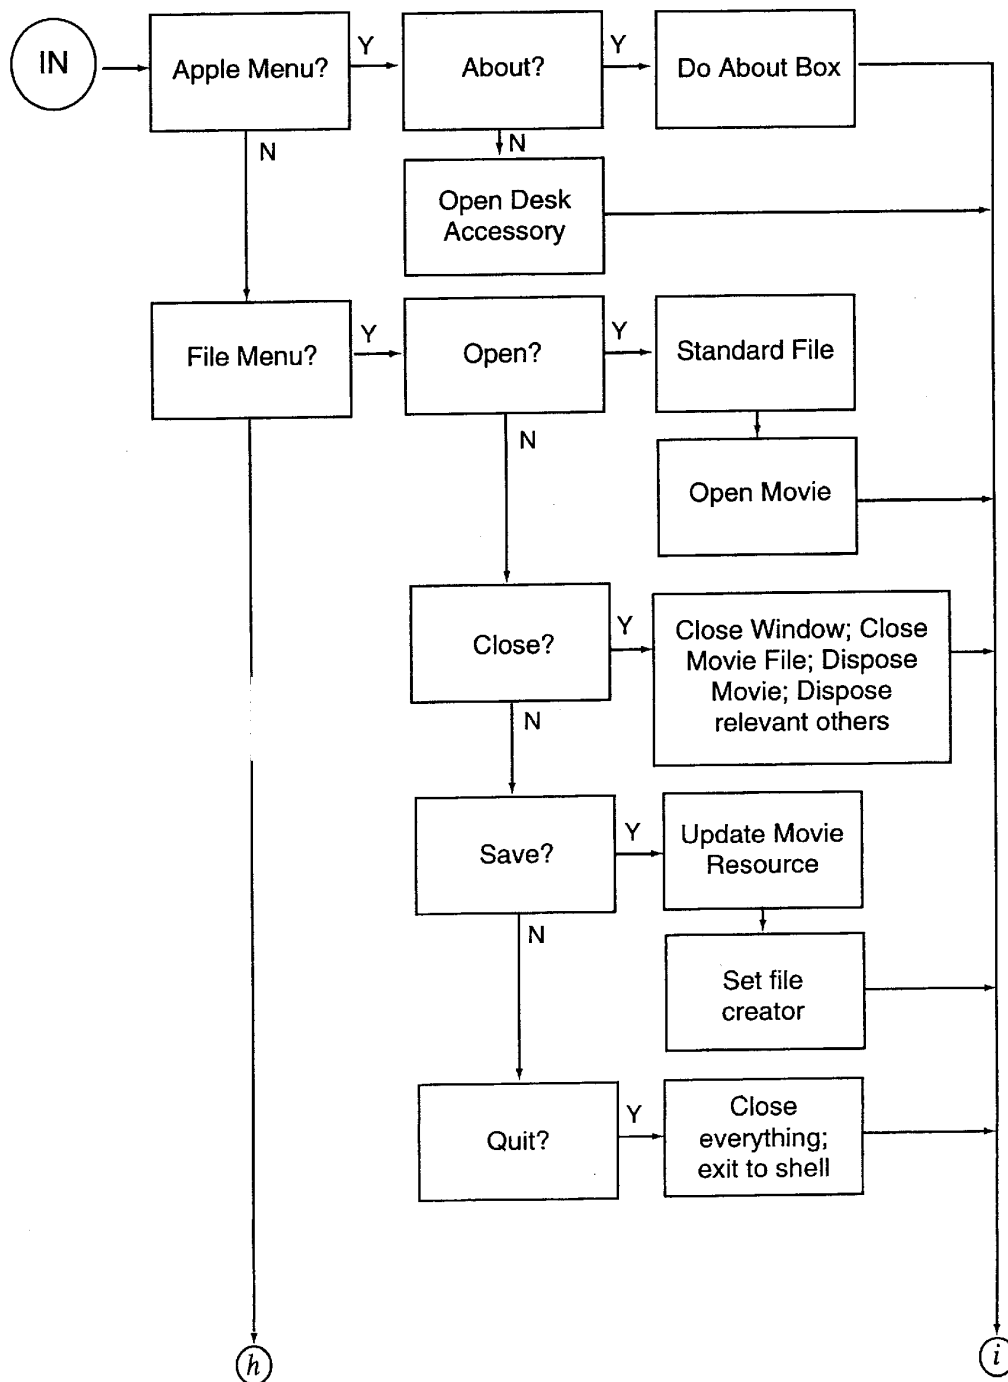 IN
Apple Menu?
Y
About?
Y
Do About Box
N
N
Open Desk
Accessory
File Menu?
Y
Open?
Y
Standard File
N
Open Movie
Close?
Y
Close Window; Close
Movie File; Dispose
Movie; Dispose
relevant others
N
Save?
Y
Update Movie
Resource
N
Set file
creator
Quit?
Y
Close
everything;
exit to shell
h
i